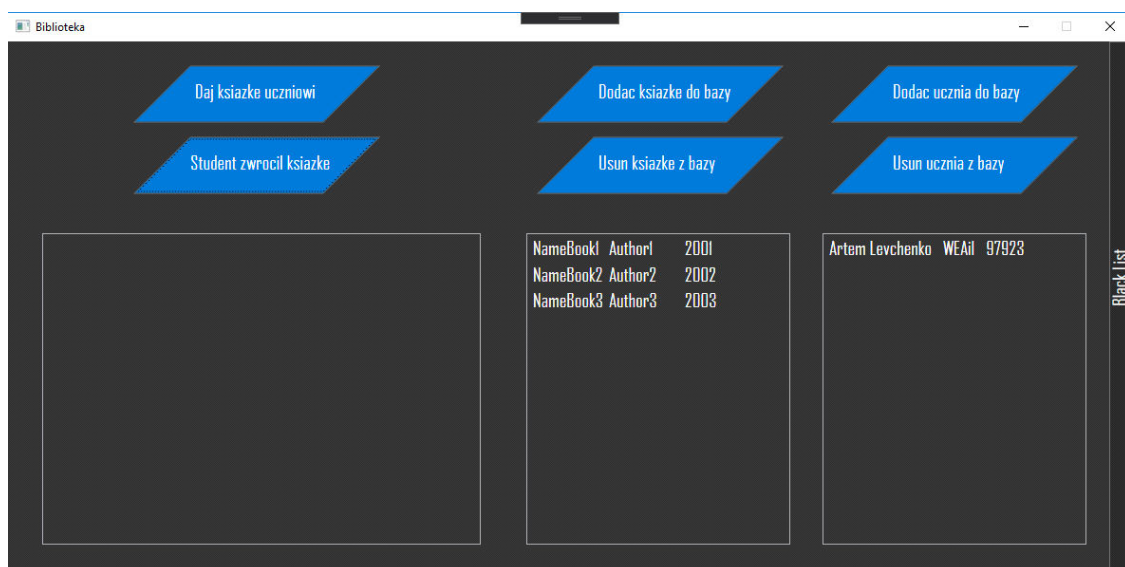 Biblioteka
Daj ksiazke uczniowi
Dodac ksiazke do bazy
Dodac ucznia do bazy
Student zwrocil ksiazke
Usun ksiazke z bazy
Usun ucznia z bazy
NameBook1 Author1 2001
NameBook2 Author2 2002
NameBook3 Author3 2003
Artem Levchenko WEAiI 97923
Black List